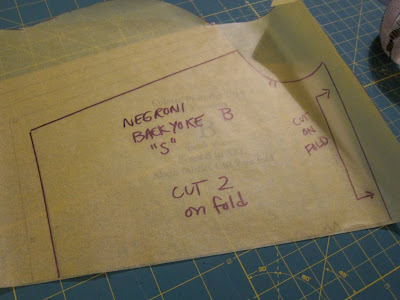 NEGRONI
BACKYOKE B
"S"
CUT 2
on fold
CUT
ON
FOLD